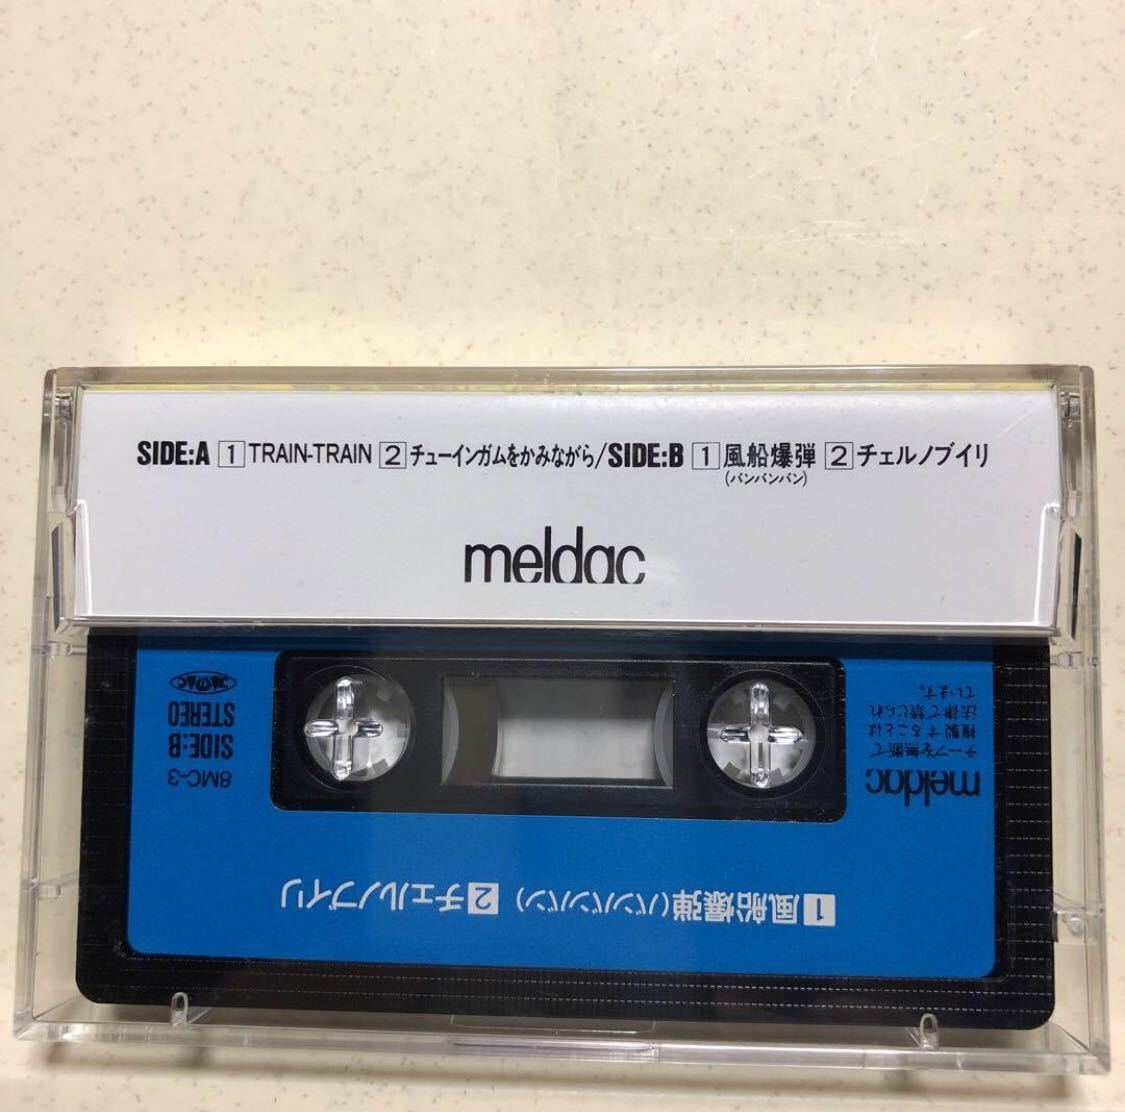 SIDE:A 1 TRAIN-TRAIN 2 チューインガムをかみながら/SIDE:B 1 風船爆弾 2 チェルノブイリ
(バンバンバン)
meldac
1 風船爆弾(バンバンバン) 2 チェルノブイリ
meldac
テープを無断で
複製することは
法律で禁じられ
ています。
8MC-3
SIDE:B
STEREO